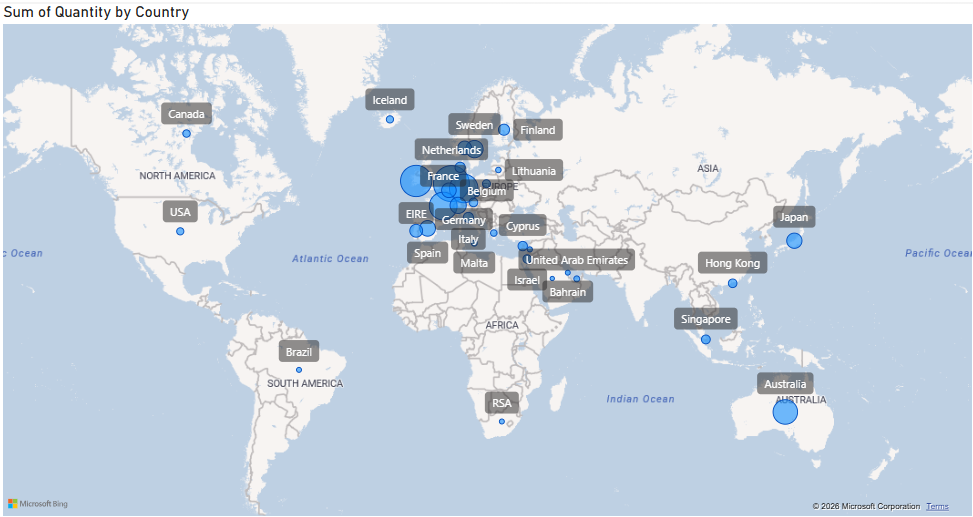 Sum of Quantity by Country
Iceland
Canada
Sweden
Finland
Netherlands
ASIA
Lithuania
France
NORTH AMERICA
EUROPE
Belgium
USA
EIRE
Germany
Japan
Cyprus
Italy
c Ocean
Spain
Atlantic Ocean
Pacific Ocean
Malta
United Arab Emirates
Hong Kong
Israel
Bahrain
Singapore
AFRICA
Brazil
SOUTH AMERICA
Australia
AUSTRALIA
Indian Ocean
RSA
Microsoft Bing
© 2026 Microsoft Corporation Terms